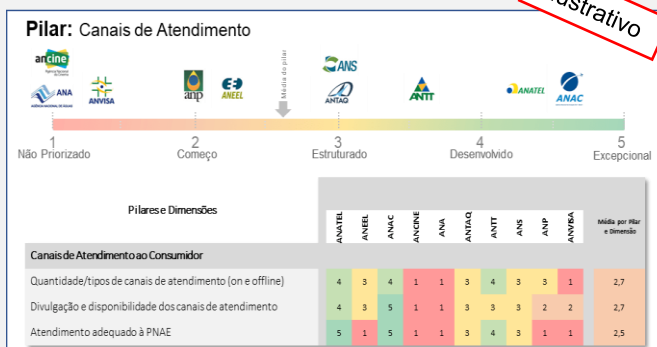 ustrativo
Pilar: Canais de Atendimento
ancine
ANA
ANVISA
anp
ANEEL
Média do pilar
ANS
ANTAQ
ANTT
ANATEL
ANAC
1 2 3 4 5
Não Priorizado Começo Estruturado Desenvolvido Excepcional
Pilares e Dimensões ANATEL ANEEL ANAC ANCINE ANA ANTAQ ANTT ANS ANP ANVISA Média por Pilar
e Dimensão
Canais de Atendimento ao Consumidor
Quantidade/tipos de canais de atendimento (on e offline) 4 3 4 1 1 3 4 3 3 1 2,7
Divulgação e disponibilidade dos canais de atendimento 4 3 5 1 1 3 3 3 2 2 2,7
Atendimento adequado à PNAE 5 1 5 1 1 3 4 3 1 1 2,5